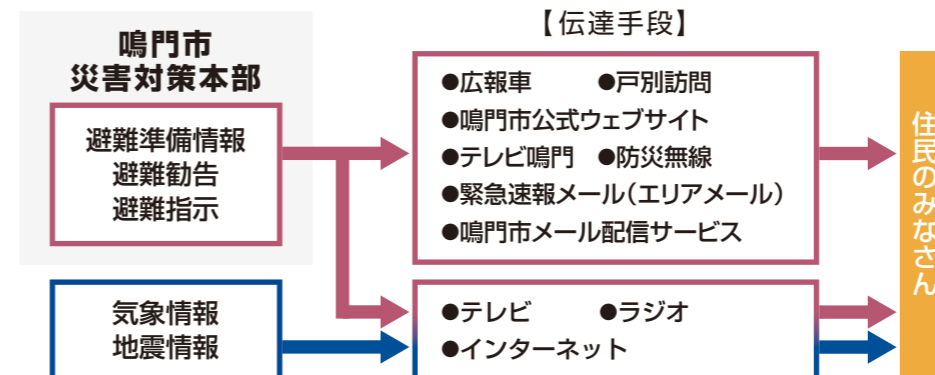 鳴門市
災害対策本部
避難準備情報
避難勧告
避難指示
気象情報
地震情報
【伝達手段】
●広報車 ●戸別訪問
●鳴門市公式ウェブサイト
●テレビ鳴門 ●防災無線
●緊急速報メール（エリアメール）
●鳴門市メール配信サービス
●テレビ ●ラジオ
●インターネット
住民のみなさん